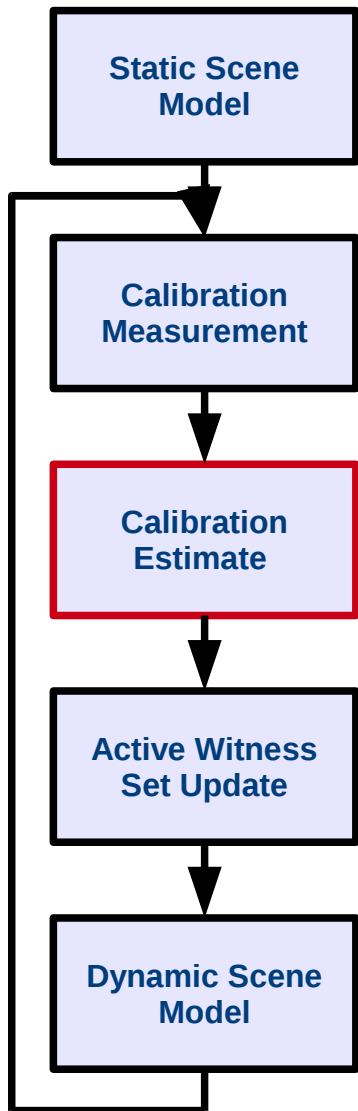 Static Scene
Model
Calibration
Measurement
Calibration
Estimate
Active Witness
Set Update
Dynamic Scene
Model